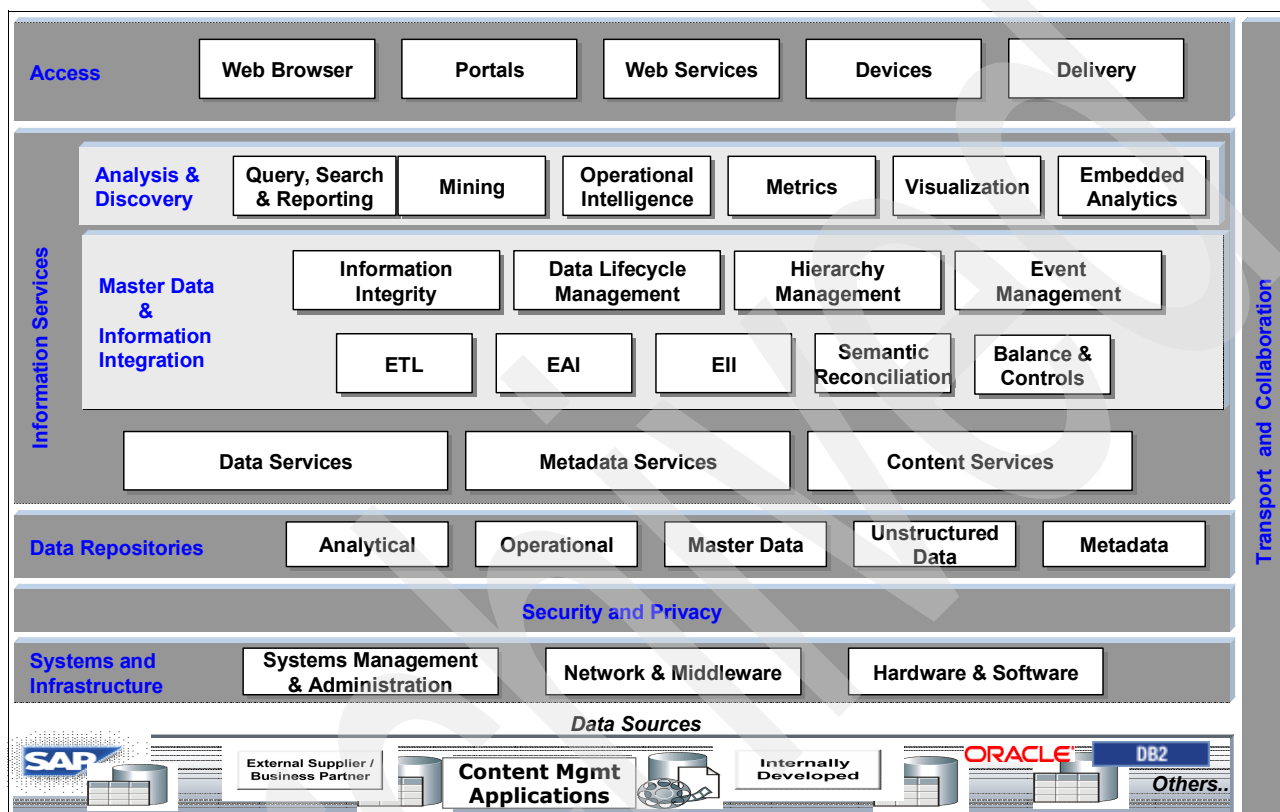 Access
Web Browser
Portals
Web Services
Devices
Delivery
Information Services
Analysis &
Discovery
Query, Search
& Reporting
Mining
Operational
Intelligence
Metrics
Visualization
Embedded
Analytics
Master Data
&
Information
Integration
Information
Integrity
Data Lifecycle
Management
Hierarchy
Management
Event
Management
ETL
EAI
EII
Semantic
Reconciliation
Balance &
Controls
Data Services
Metadata Services
Content Services
Data Repositories
Analytical
Operational
Master Data
Unstructured
Data
Metadata
Security and Privacy
Systems and
Infrastructure
Systems Management
& Administration
Network & Middleware
Hardware & Software
Transport and Collaboration
Data Sources
SAP
External Supplier /
Business Partner
Content Mgmt
Applications
Internally
Developed
ORACLE
DB2
Others..